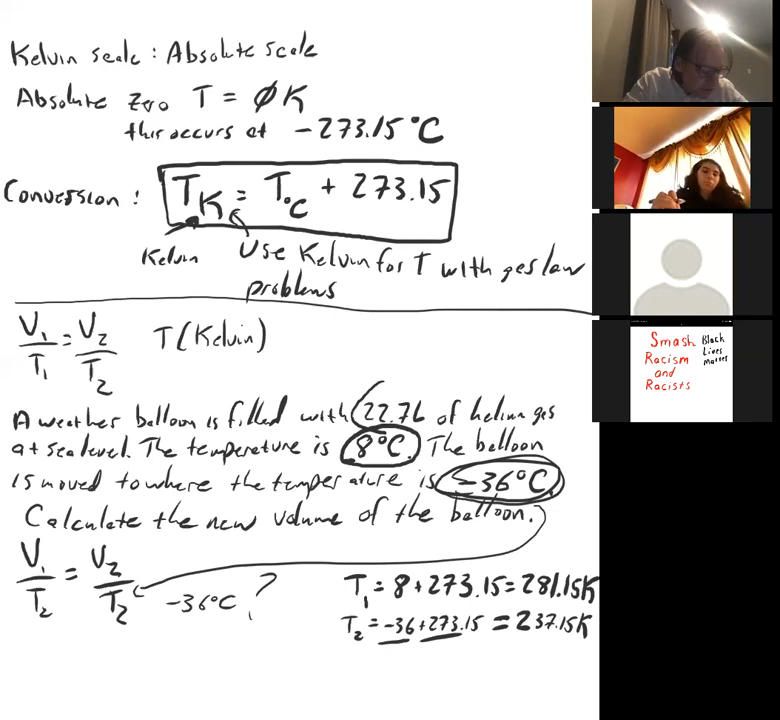 Kelvin scale : Absolute scale
Absolute Zero T = ØK
this occurs at -273.15°C
Conversion : T K = T °C + 273.15
Kelvin Use Kelvin for T with gas law
problems
V1/T1 = V2/T2 T(Kelvin)
A weather balloon is filled with 22.7L of helium gas
at sea level. The temperature is 8°C. The balloon
is moved to where the temperature is -36°C.
Calculate the new volume of the balloon.
V1/T2 = V2/T2 -36°C ?
T1 = 8+273.15=281.15K
T2 = -36+273.15 = 237.15K
Smash
Racism
and
Racists
Black
Lives
Matter